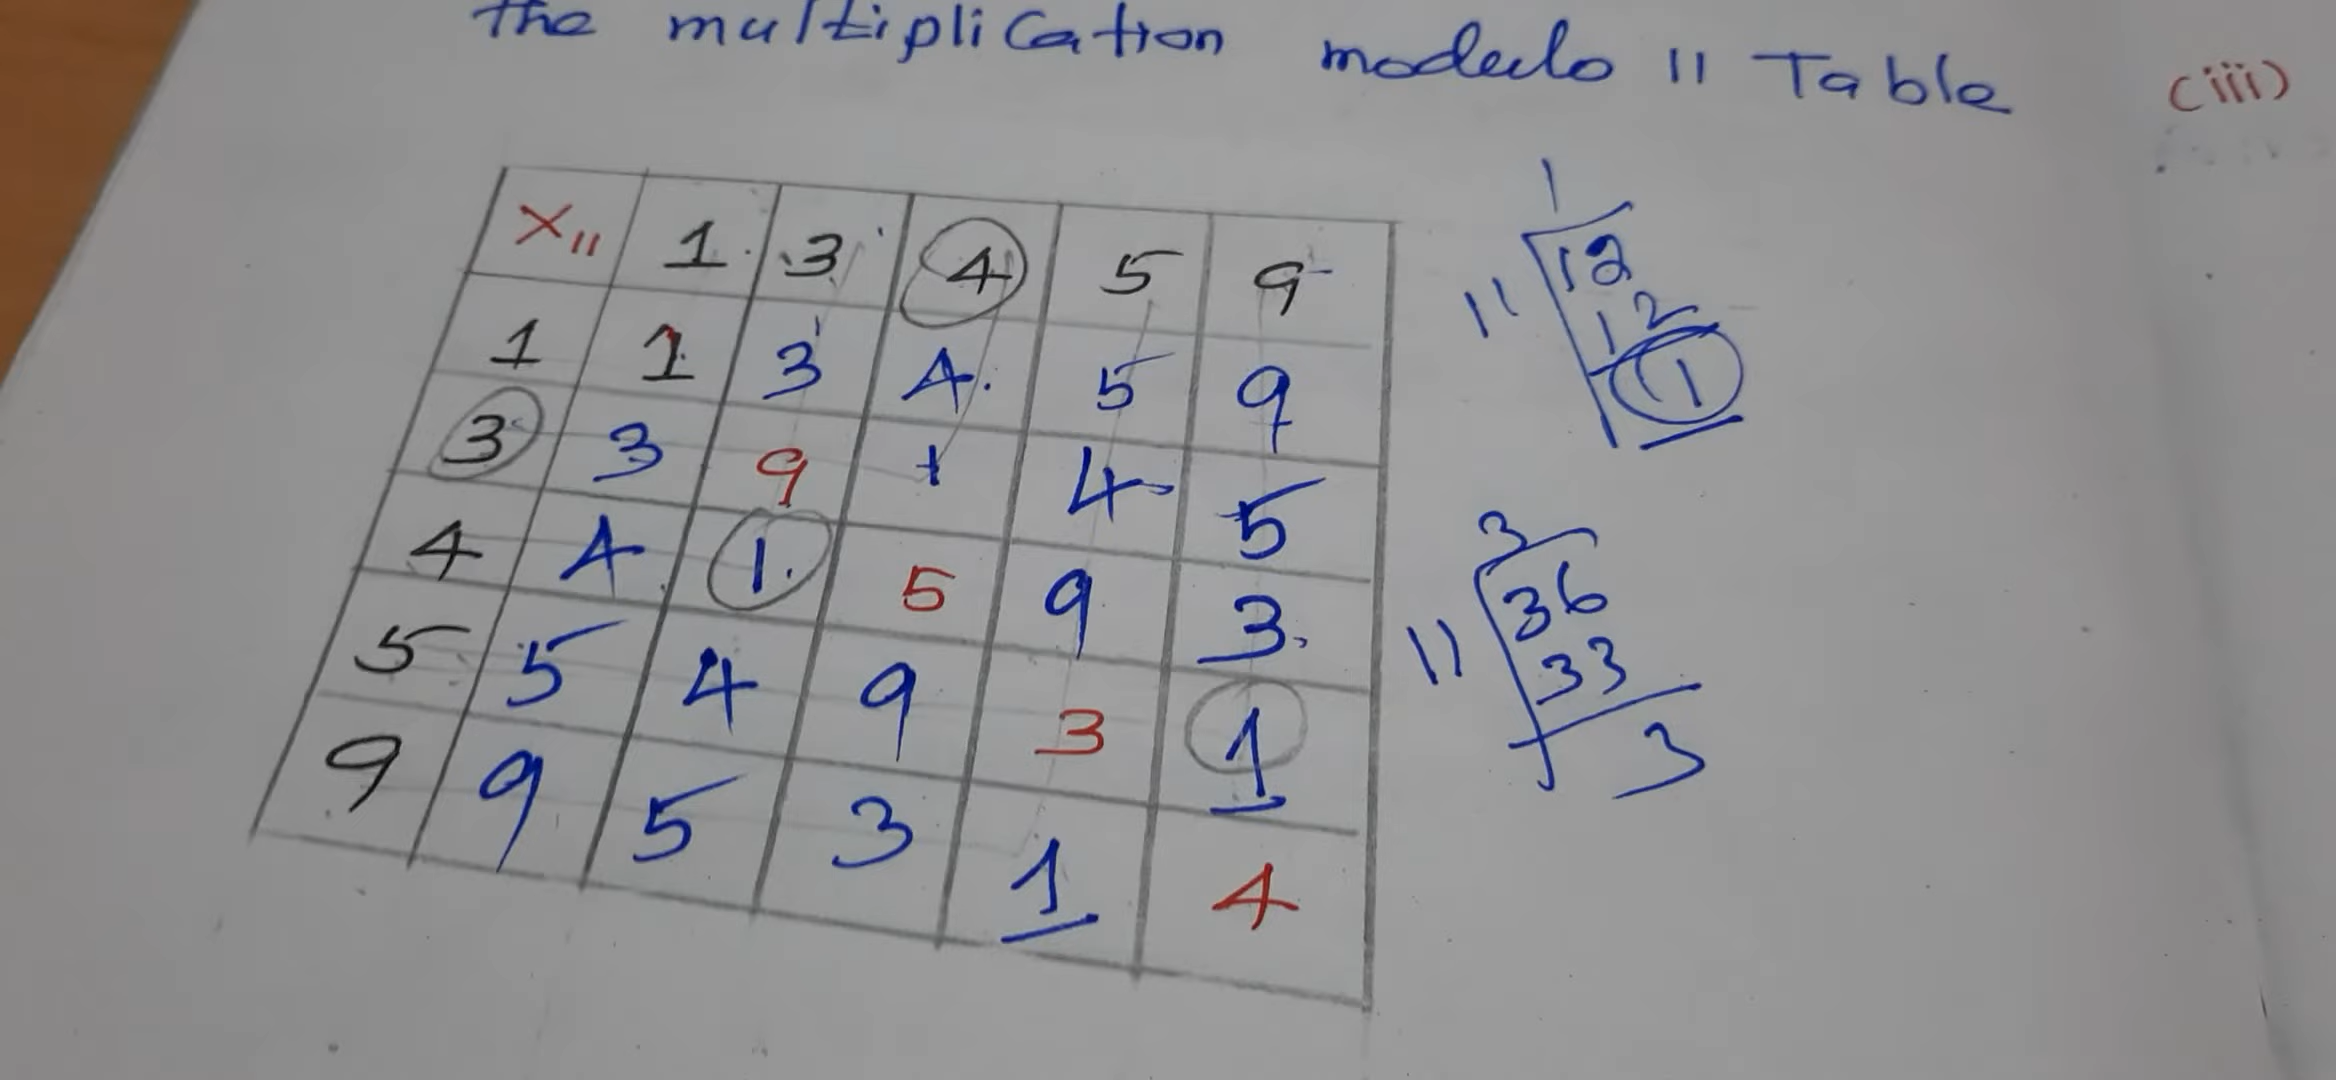 The multiplication modulo 11 Table (iii)
×11 1 3 4 5 9
1 1 3 4 5 9
3 3 9 + 4 5
4 4 1 5 9 3
5 5 4 9 3 1
9 9 5 3 1 4
1
11 12
12
1
3
11 36
33
3